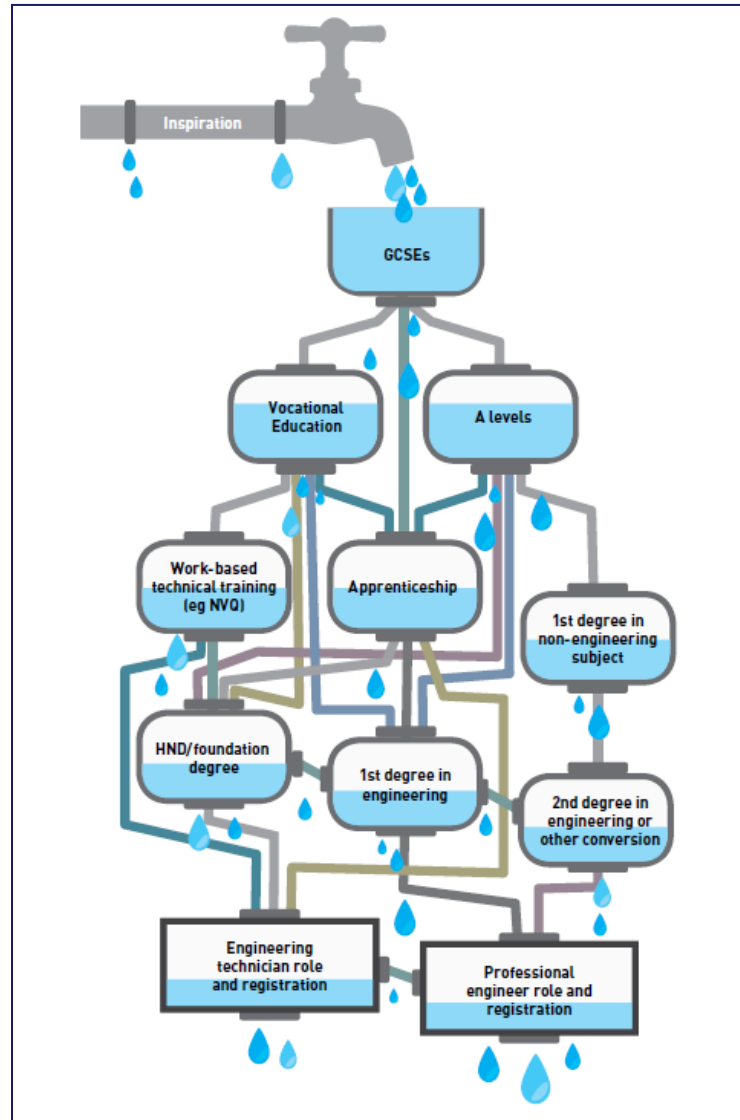 Inspiration
GCSEs
Vocational
Education
A levels
Work-based
technical training
(eg NVQ)
Apprenticeship
1st degree in
non-engineering
subject
HND/foundation
degree
1st degree in
engineering
2nd degree in
engineering or
other conversion
Engineering
technician role
and registration
Professional
engineer role and
registration